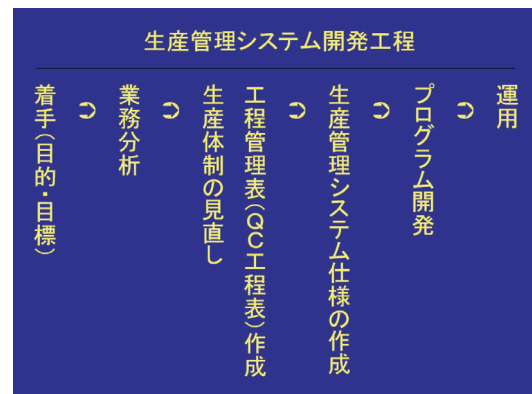 生産管理システム開発工程
着手(目的・目標)
➲
業務分析
➲
生産体制の見直し
工程管理表(QC工程表)作成
➲
生産管理システム仕様の作成
➲
プログラム開発
➲
運用